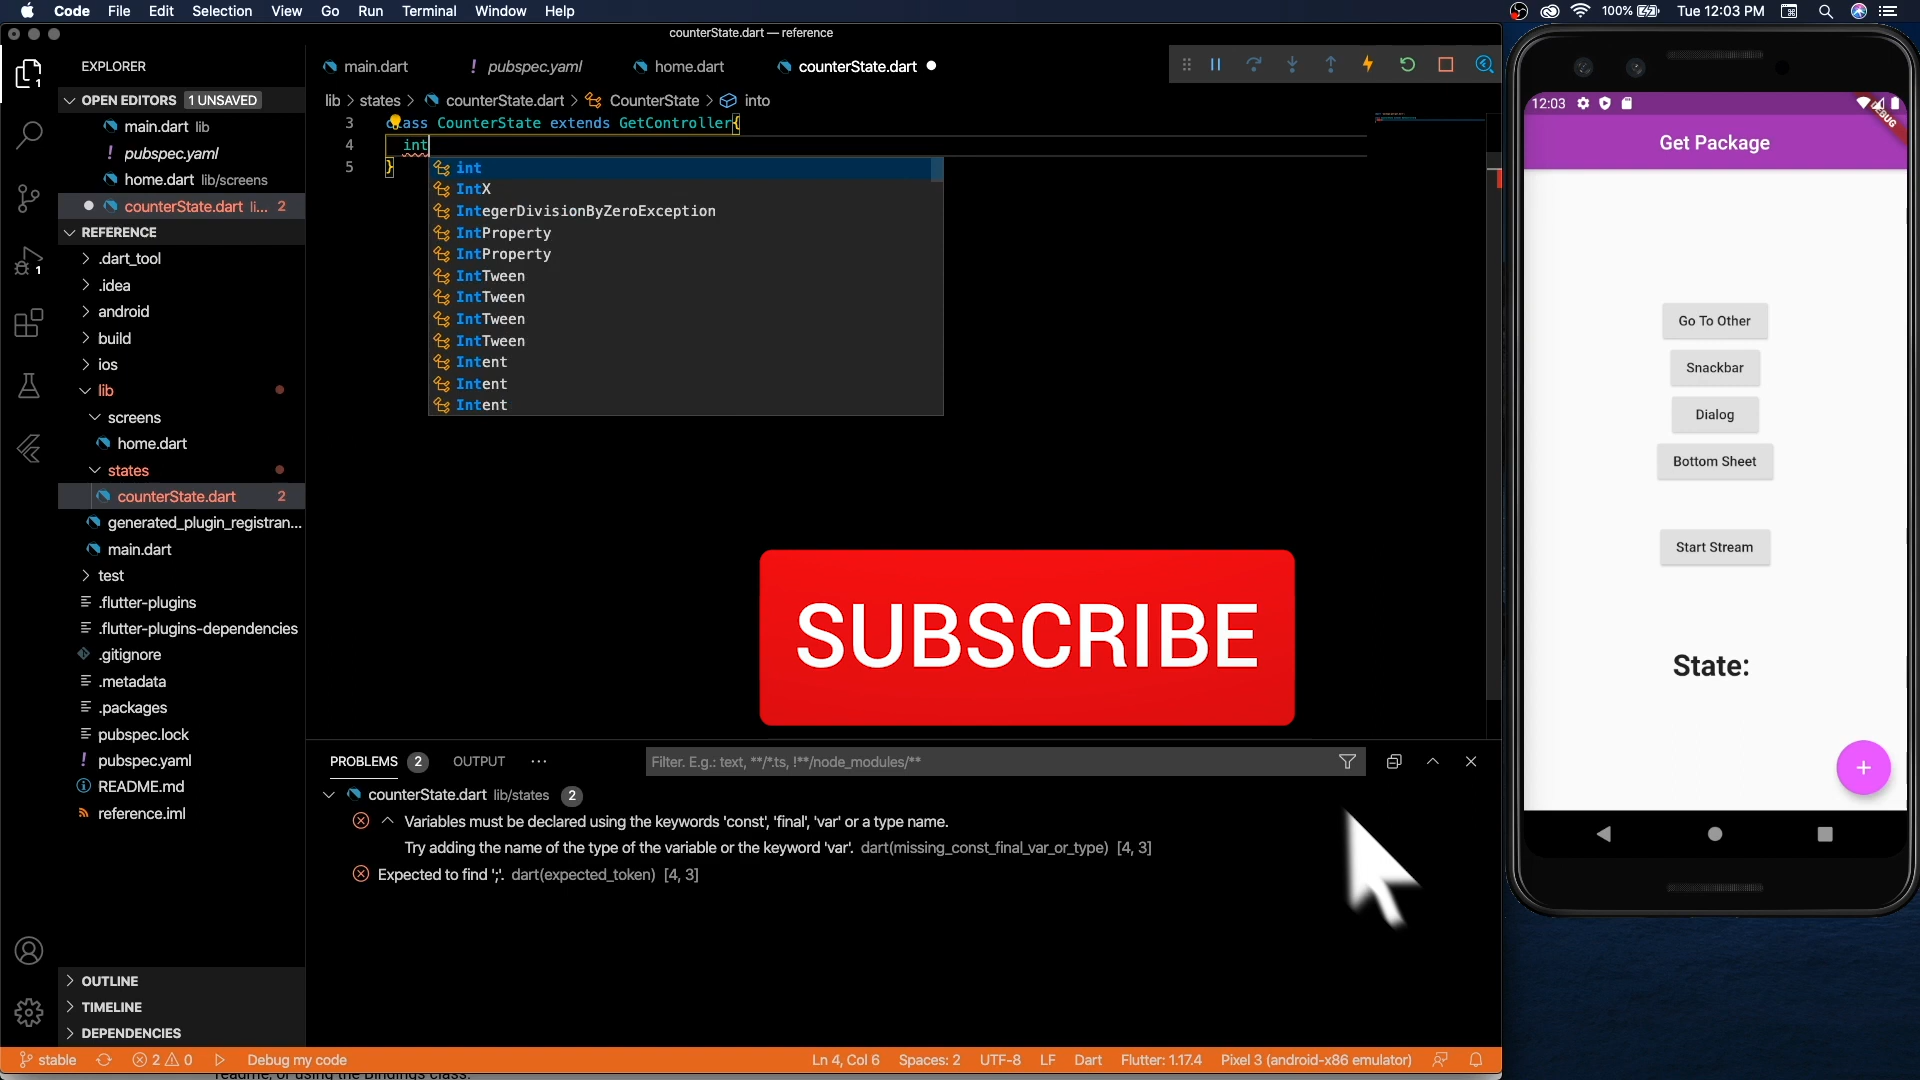 Code File Edit Selection View Go Run Terminal Window Help
100% Tue 12:03 PM
counterState.dart — reference
EXPLORER
OPEN EDITORS 1 UNSAVED
main.dart lib
! pubspec.yaml
home.dart lib/screens
counterState.dart li... 2
REFERENCE
.dart_tool
.idea
android
build
ios
lib
screens
home.dart
states
counterState.dart 2
generated_plugin_registran...
main.dart
test
.flutter-plugins
.flutter-plugins-dependencies
.gitignore
.metadata
.packages
pubspec.lock
! pubspec.yaml
README.md
reference.iml
OUTLINE
TIMELINE
DEPENDENCIES
1
1
main.dart ! pubspec.yaml home.dart counterState.dart
lib > states > counterState.dart > CounterState > into
3 class CounterState extends GetController{
4 int
5 }
int
IntX
IntegerDivisionByZeroException
IntProperty
IntProperty
IntTween
IntTween
IntTween
IntTween
Intent
Intent
Intent
SUBSCRIBE
PROBLEMS 2 OUTPUT ...
Filter. E.g.: text, **/*.ts, !**/node_modules/**
counterState.dart lib/states 2
Variables must be declared using the keywords 'const', 'final', 'var' or a type name.
Try adding the name of the type of the variable or the keyword 'var'. dart(missing_const_final_var_or_type) [4, 3]
Expected to find ';'. dart(expected_token) [4, 3]
stable 2 0 Debug my code Ln 4, Col 6 Spaces: 2 UTF-8 LF Dart Flutter: 1.17.4 Pixel 3 (android-x86 emulator)
readme, or using the Bindings class.
12:03
DEBUG
Get Package
Go To Other
Snackbar
Dialog
Bottom Sheet
Start Stream
State:
+